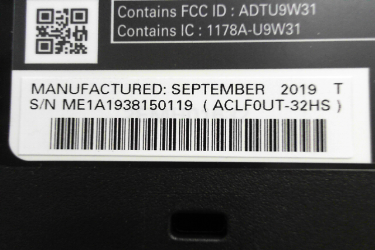 Contains FCC ID : ADTU9W31
Contains IC : 1178A-U9W31
MANUFACTURED: SEPTEMBER 2019 T
S/N ME1A1938150119 ( ACLF0UT-32HS )